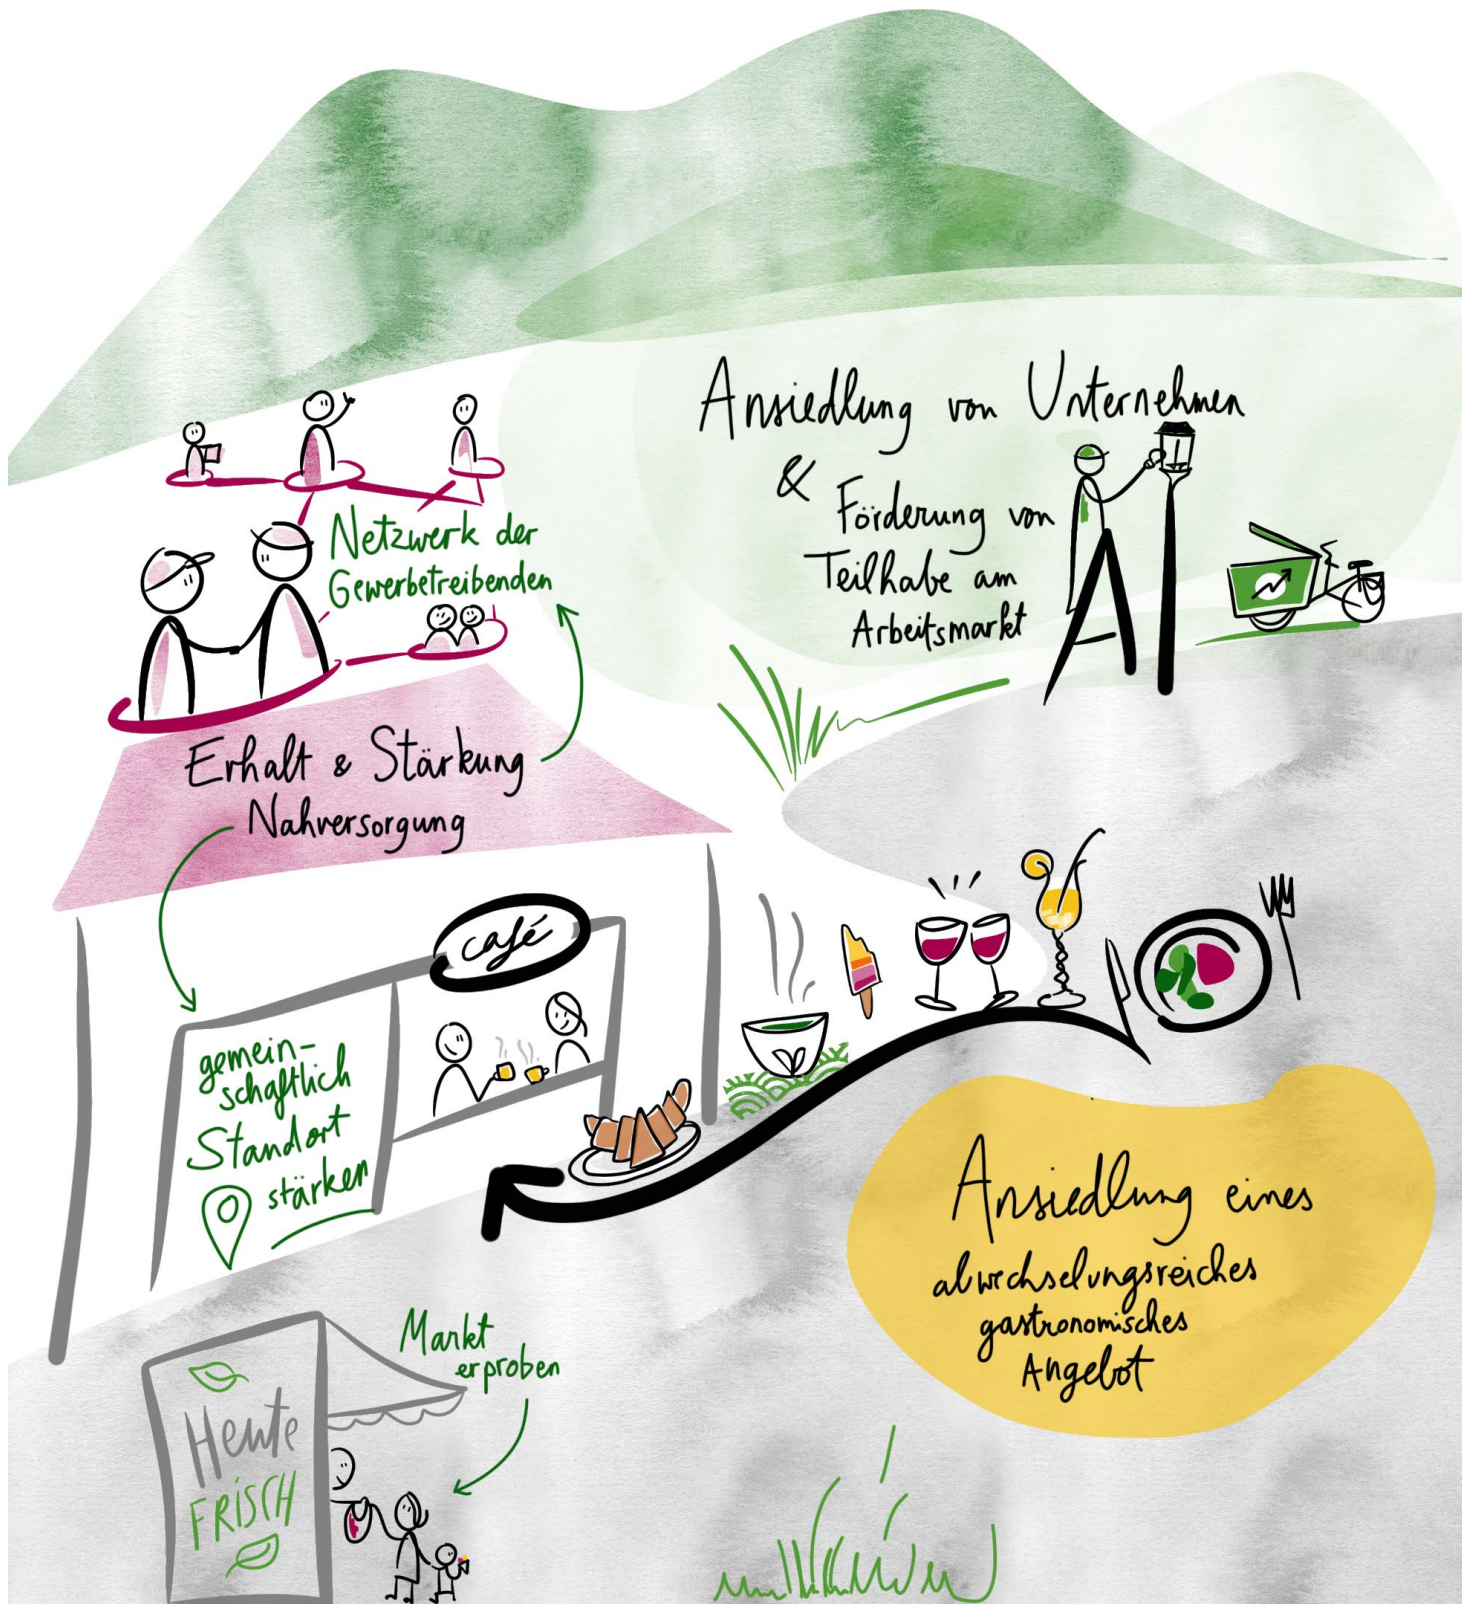 Ansiedlung von Unternehmen
&
Förderung von
Teilhabe am
Arbeitsmarkt
Netzwerk der
Gewerbetreibenden
Erhalt & Stärkung
Nahversorgung
café
gemein-
schaftlich
Standort
stärken
Ansiedlung eines
abwechselungsreiches
gastronomisches
Angebot
Markt
erproben
Heute
FRISCH